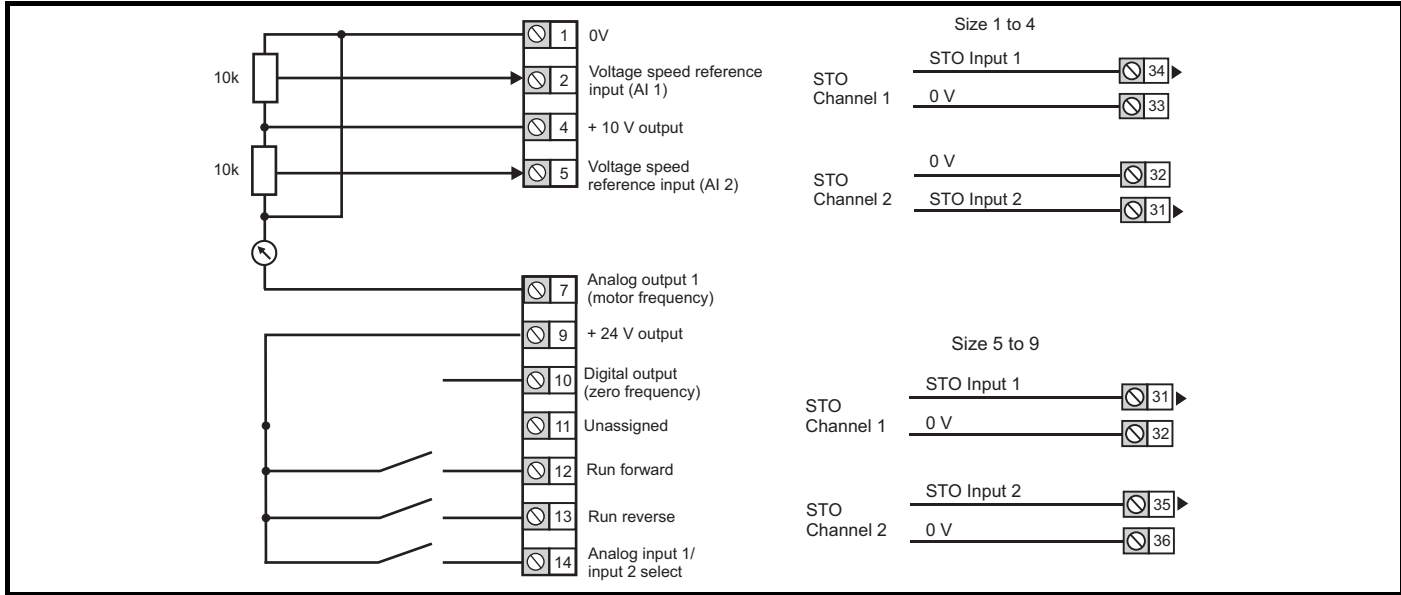 10k
10k
1 0V
2 Voltage speed reference
input (AI 1)
4 + 10 V output
5 Voltage speed
reference input (AI 2)
7 Analog output 1
(motor frequency)
9 + 24 V output
10 Digital output
(zero frequency)
11 Unassigned
12 Run forward
13 Run reverse
14 Analog input 1/
input 2 select
Size 1 to 4
STO
Channel 1
STO Input 1
34
0 V
33
STO
Channel 2
0 V
32
STO Input 2
31
Size 5 to 9
STO
Channel 1
STO Input 1
31
0 V
32
STO
Channel 2
STO Input 2
35
0 V
36